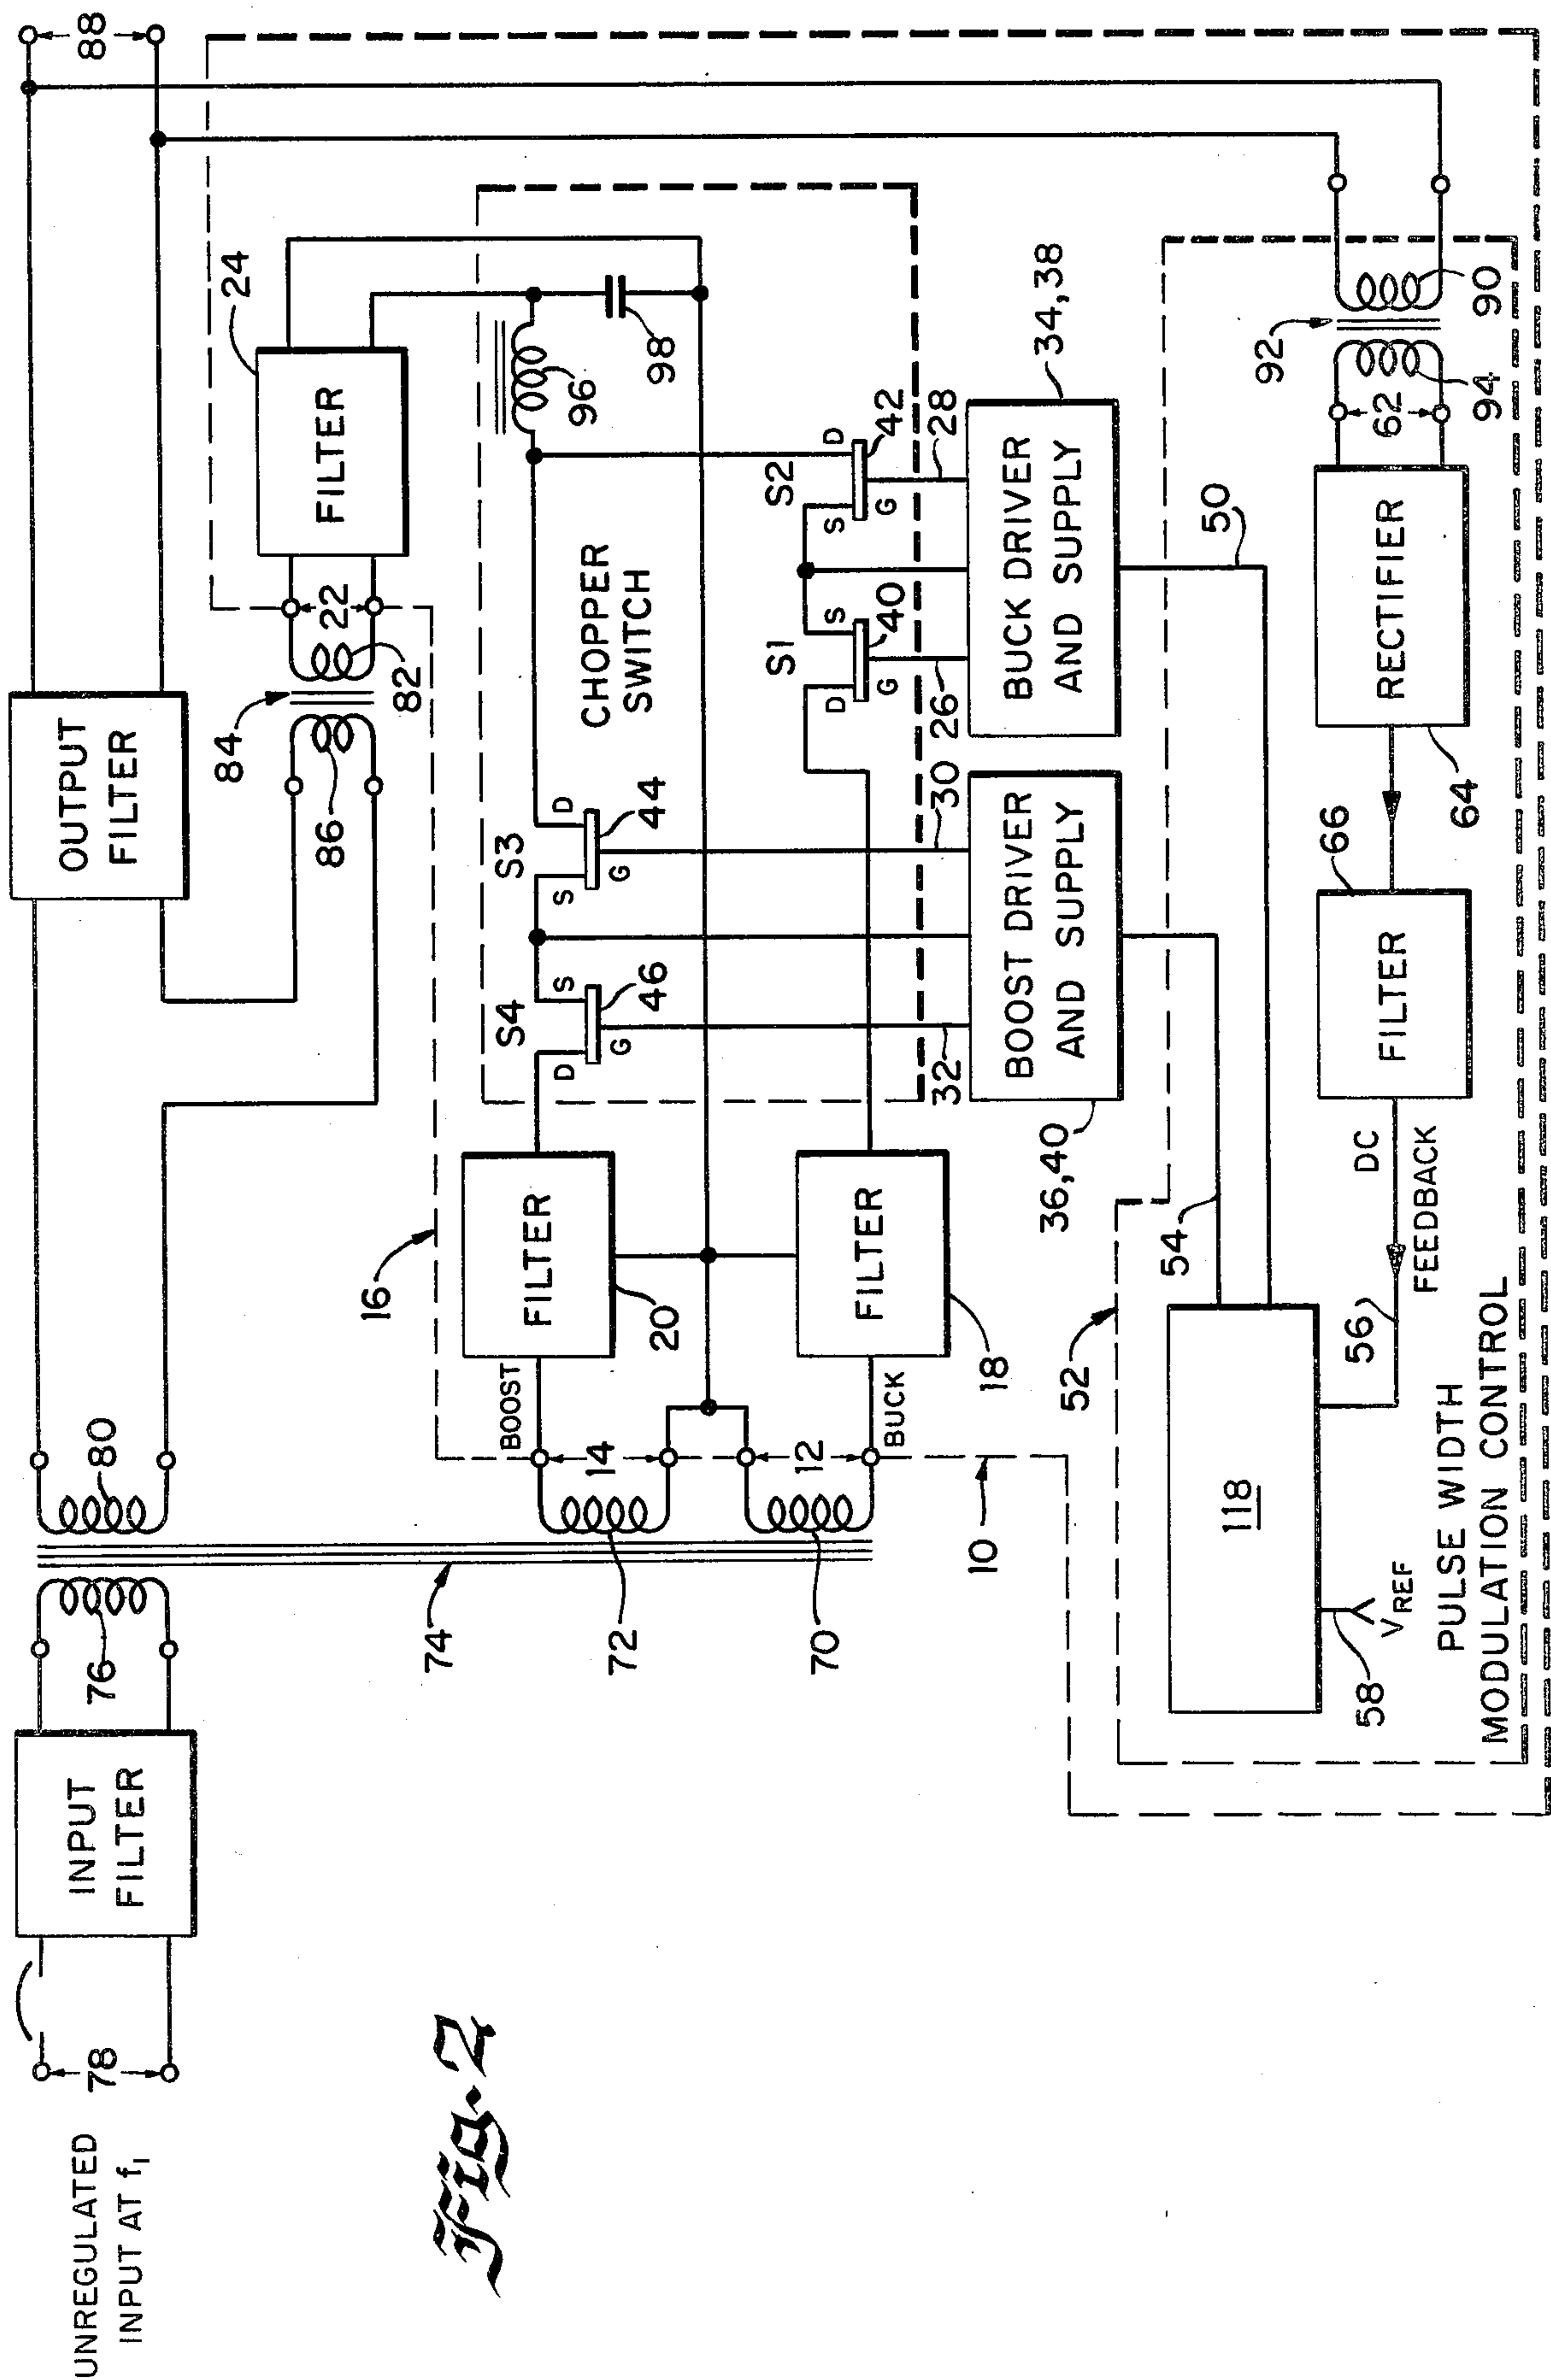 UNREGULATED
INPUT AT f1
78
INPUT
FILTER
76
80
74
72
70
OUTPUT
FILTER
88
84
86
82
22
FILTER
24
16
BOOST
14
12
BUCK
10
FILTER
20
FILTER
18
S4
D
S
G
46
S3
S
D
G
44
CHOPPER
SWITCH
96
98
S1
D
S
G
40
S2
S
D
G
42
32
30
26
28
BOOST DRIVER
AND SUPPLY
36,40
BUCK DRIVER
AND SUPPLY
34,38
52
54
50
118
58
VREF
56
DC
FEEDBACK
FILTER
66
RECTIFIER
64
62
92
94
90
PULSE WIDTH
MODULATION CONTROL
Fig. 2